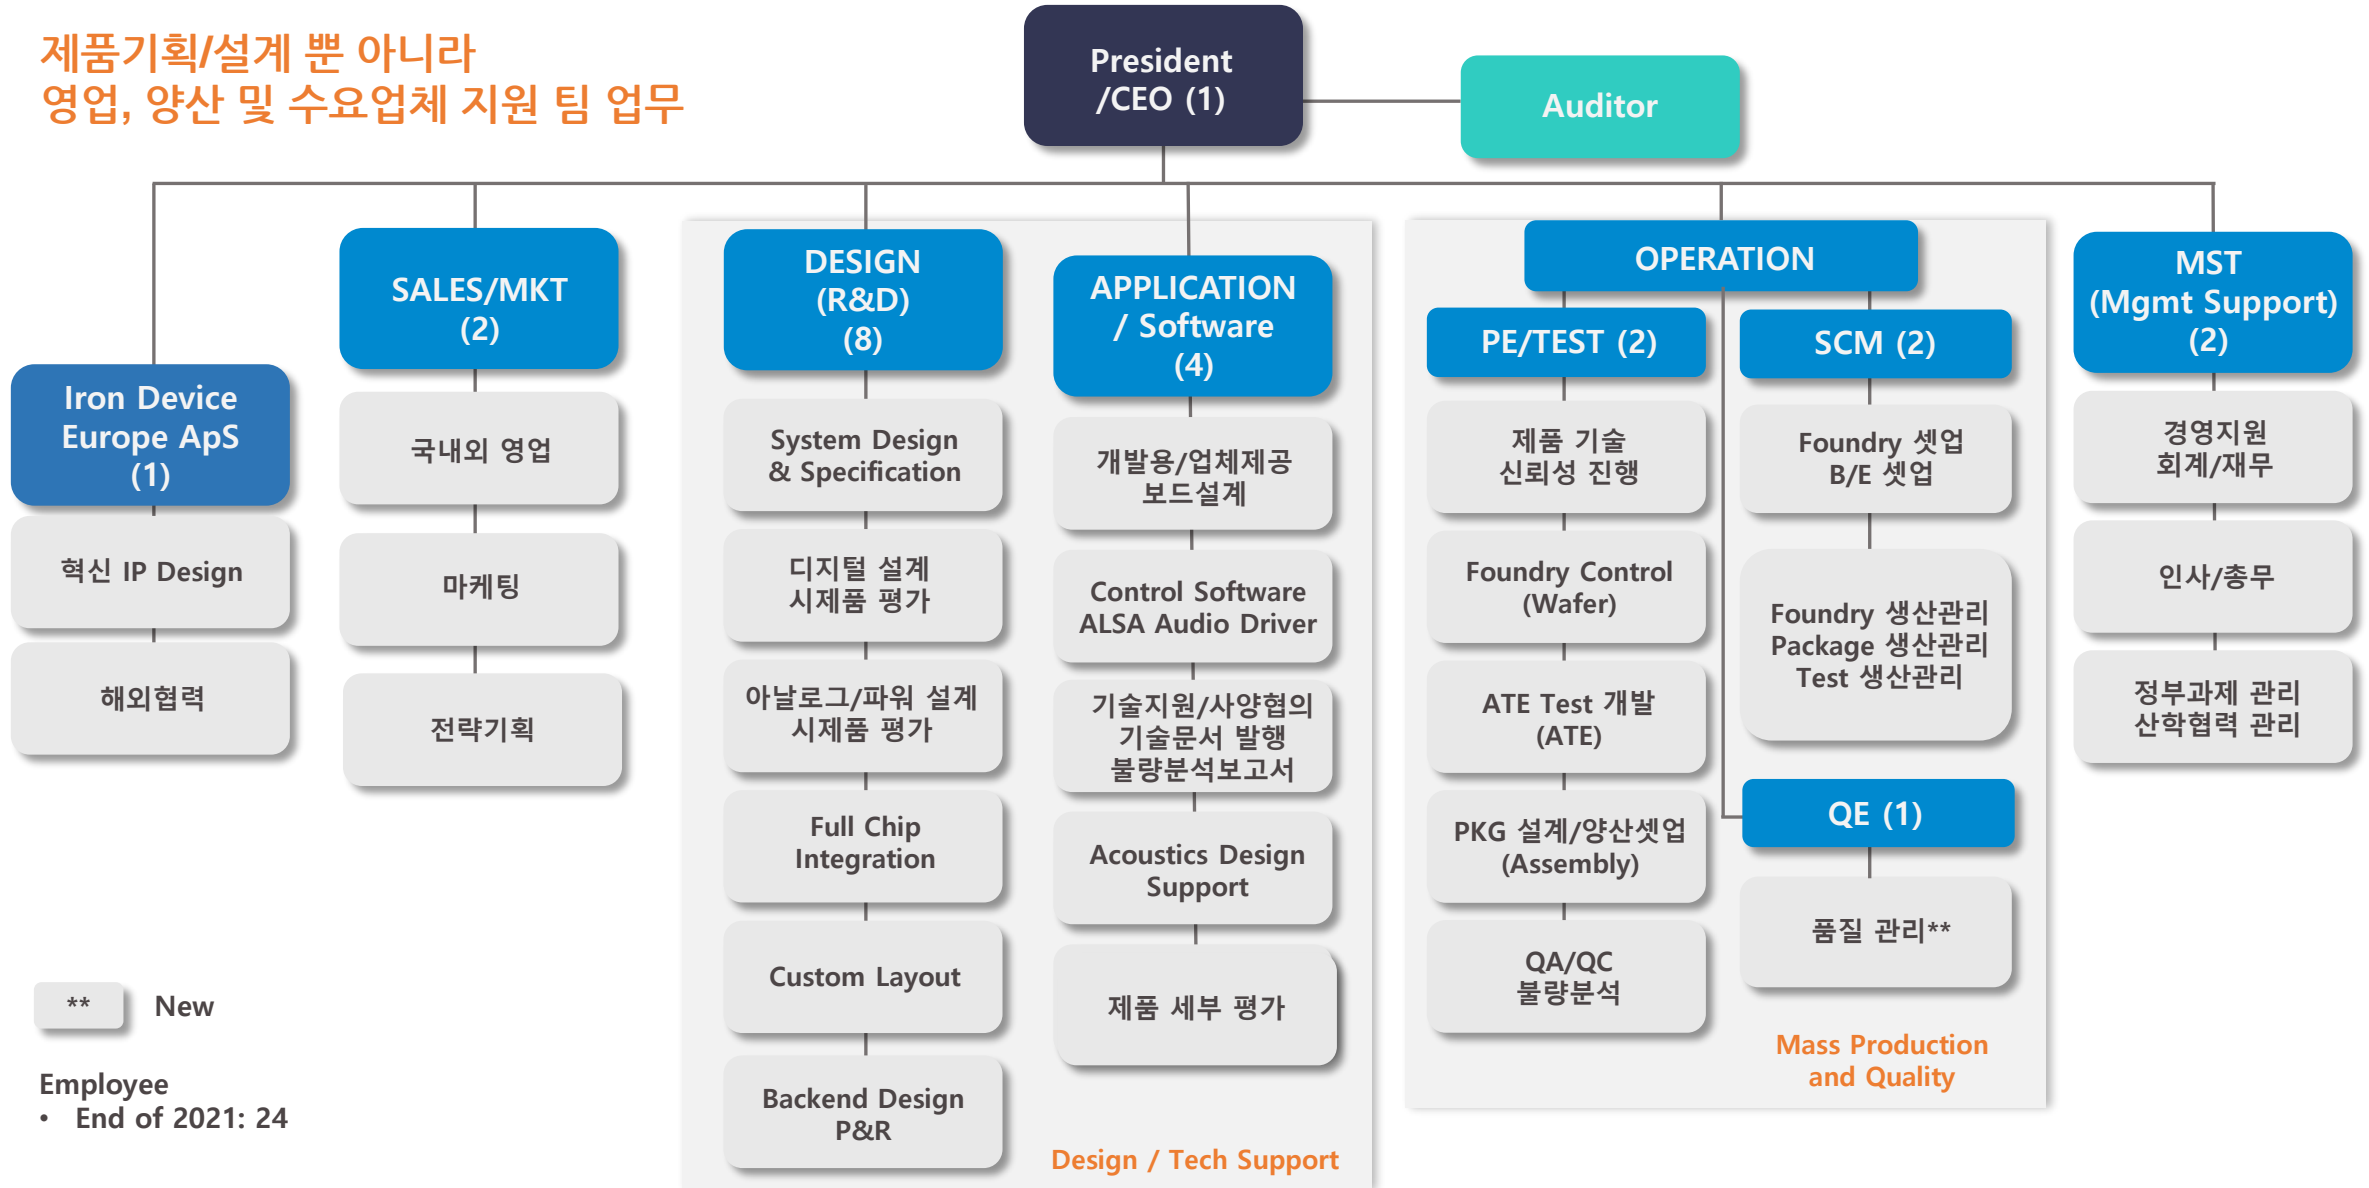 제품기획/설계 뿐 아니라
영업, 양산 및 수요업체 지원 팀 업무
President
/CEO (1)
Auditor
Iron Device
Europe ApS
(1)
혁신 IP Design
해외협력
SALES/MKT
(2)
국내외 영업
마케팅
전략기획
DESIGN
(R&D)
(8)
System Design
& Specification
디지털 설계
시제품 평가
아날로그/파워 설계
시제품 평가
Full Chip
Integration
Custom Layout
Backend Design
P&R
APPLICATION
/ Software
(4)
개발용/업체제공
보드설계
Control Software
ALSA Audio Driver
기술지원/사양협의
기술문서 발행
불량분석보고서
Acoustics Design
Support
제품 세부 평가
Design / Tech Support
OPERATION
PE/TEST (2)
제품 기술
신뢰성 진행
Foundry Control
(Wafer)
ATE Test 개발
(ATE)
PKG 설계/양산셋업
(Assembly)
QA/QC
불량분석
SCM (2)
Foundry 셋업
B/E 셋업
Foundry 생산관리
Package 생산관리
Test 생산관리
QE (1)
품질 관리**
Mass Production
and Quality
MST
(Mgmt Support)
(2)
경영지원
회계/재무
인사/총무
정부과제 관리
산학협력 관리
** New
Employee
• End of 2021: 24